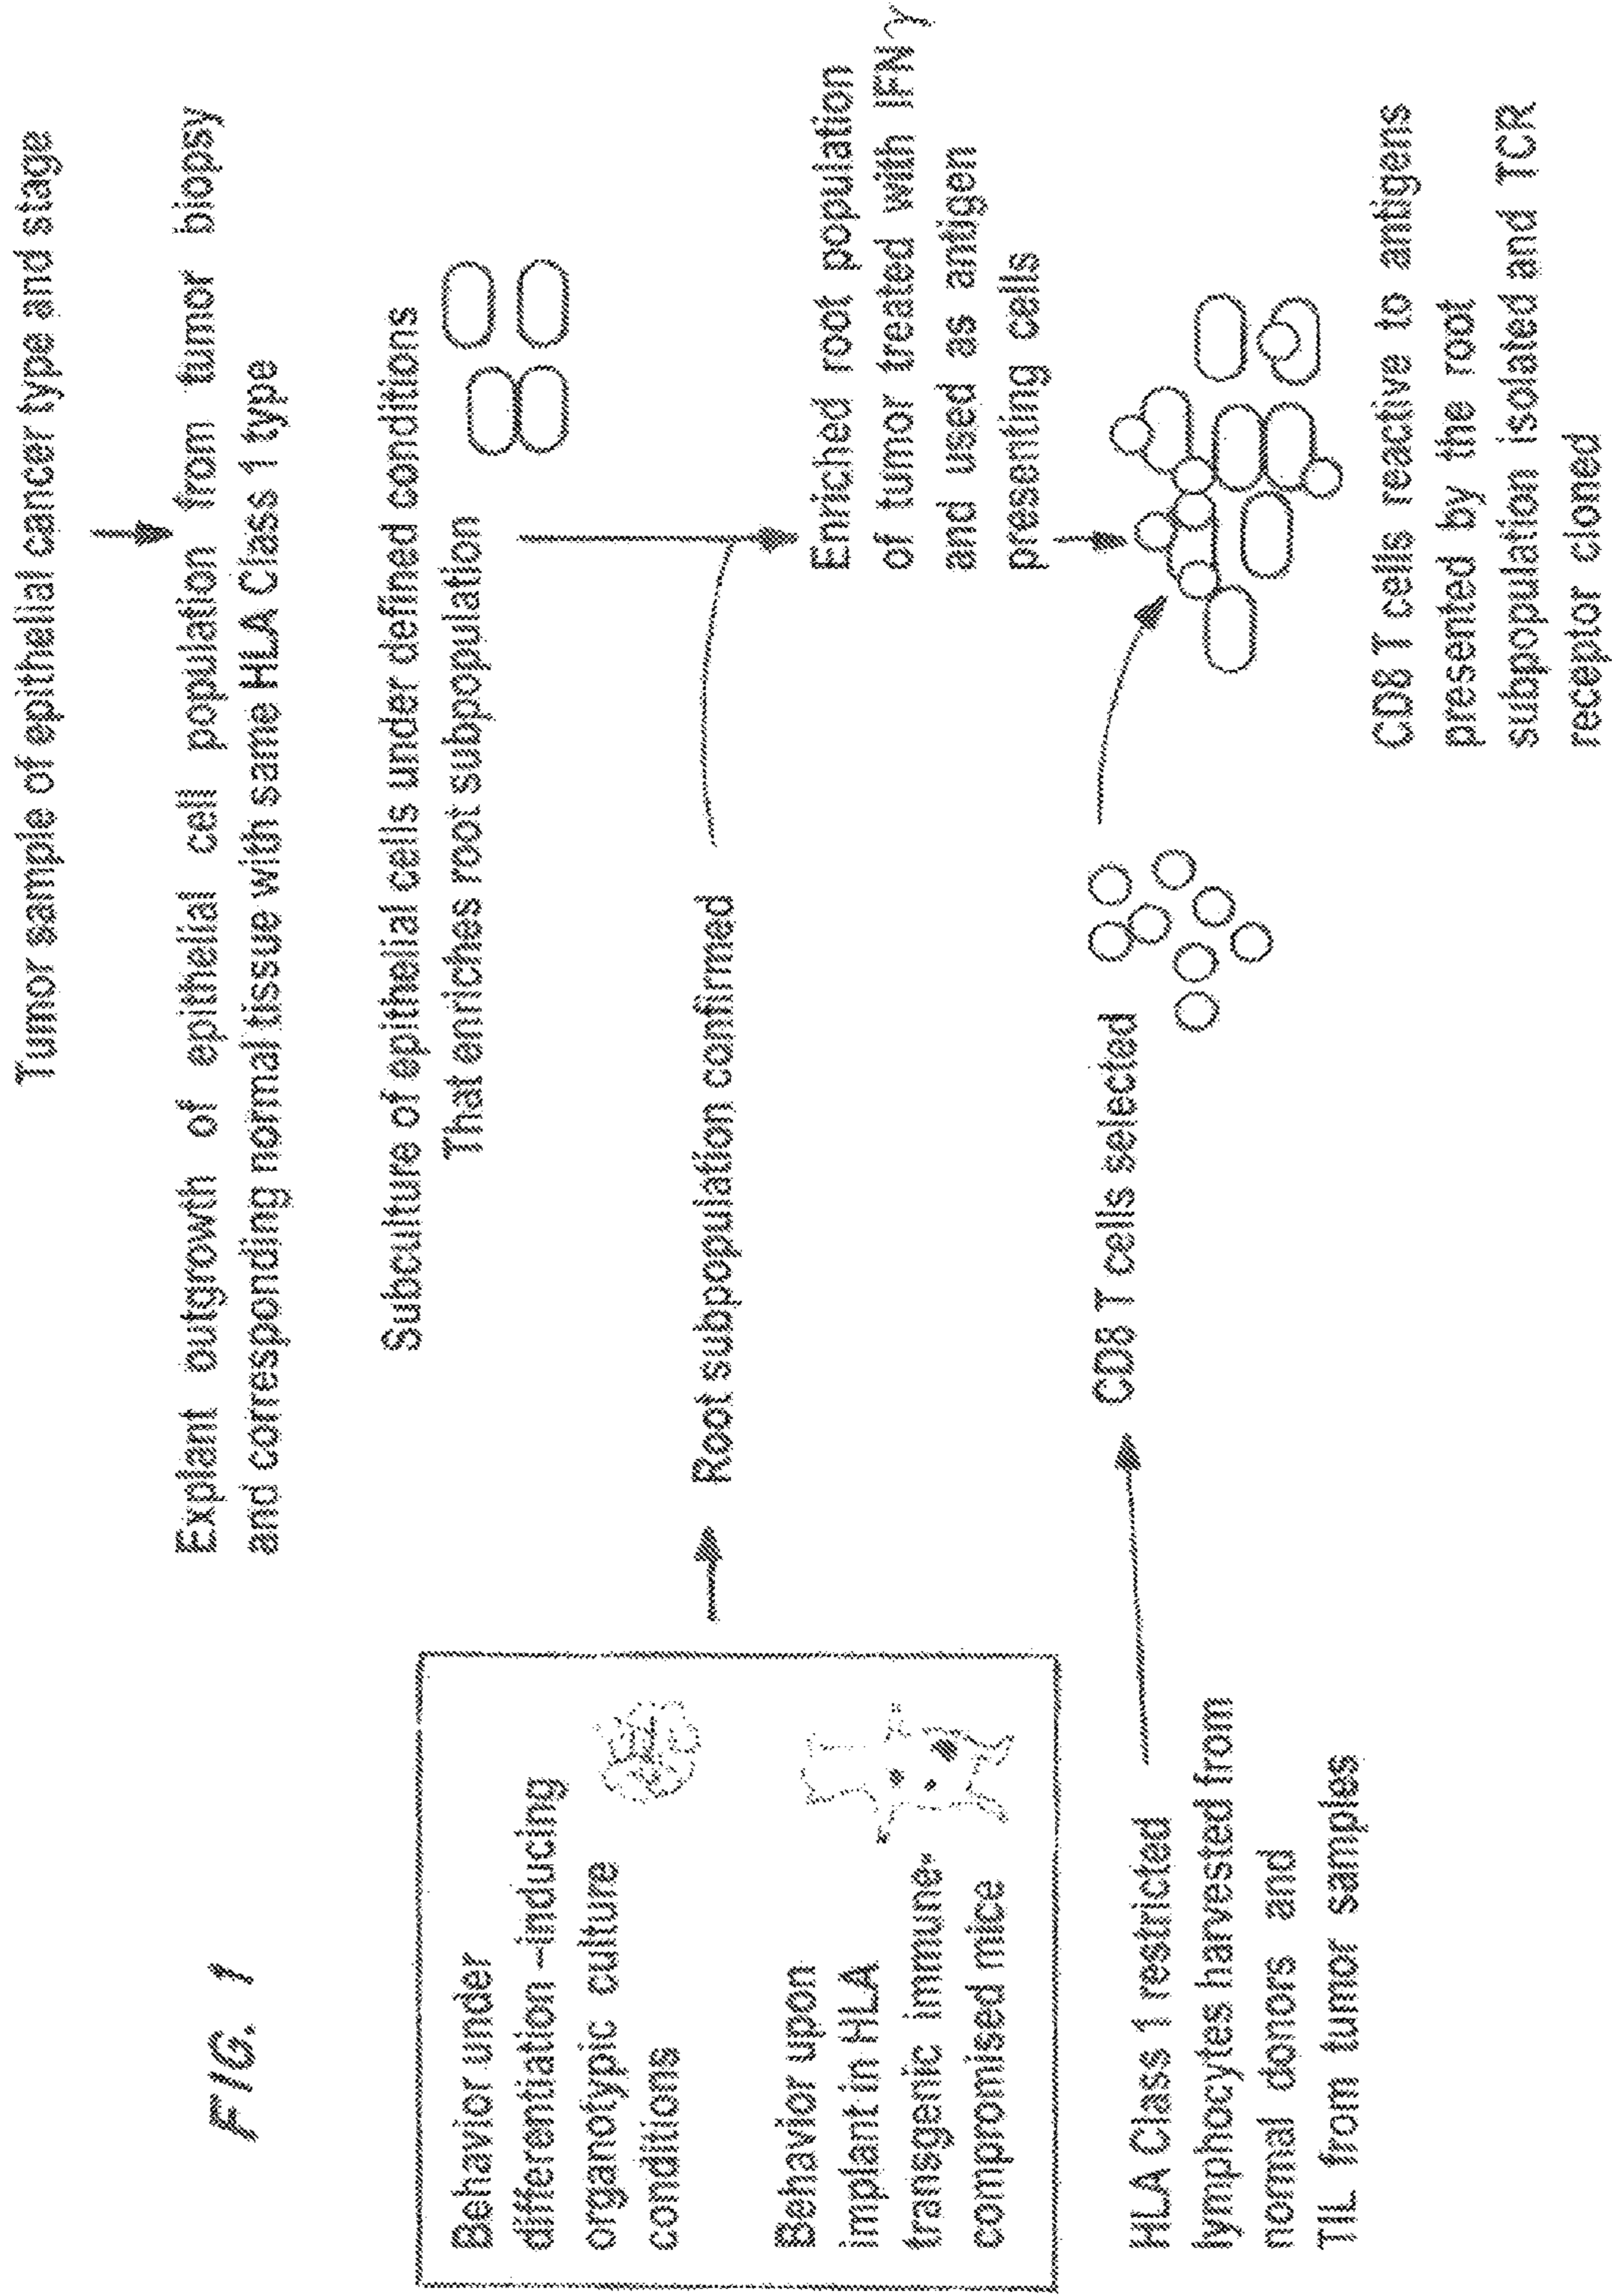 FIG. 1
Tumor sample of epithelial cancer type and stage
Explant outgrowth of epithelial cell population from tumor biopsy
and corresponding normal tissue with same HLA Class 1 type
Subculture of epithelial cells under defined conditions
That enriches root subpopulation
Behavior under
differentiation -inducing
organotypic culture
conditions
Behavior upon
implant in HLA
transgenic immune-
compromised mice
Root subpopulation confirmed
Enriched root population
of tumor treated with IFNγ
and used as antigen
presenting cells
HLA Class 1 restricted
lymphocytes harvested from
normal donors and
TIL from tumor samples
CD8 T cells selected
CD8 T cells reactive to antigens
presented by the root
subpopulation isolated and TCR
receptor cloned